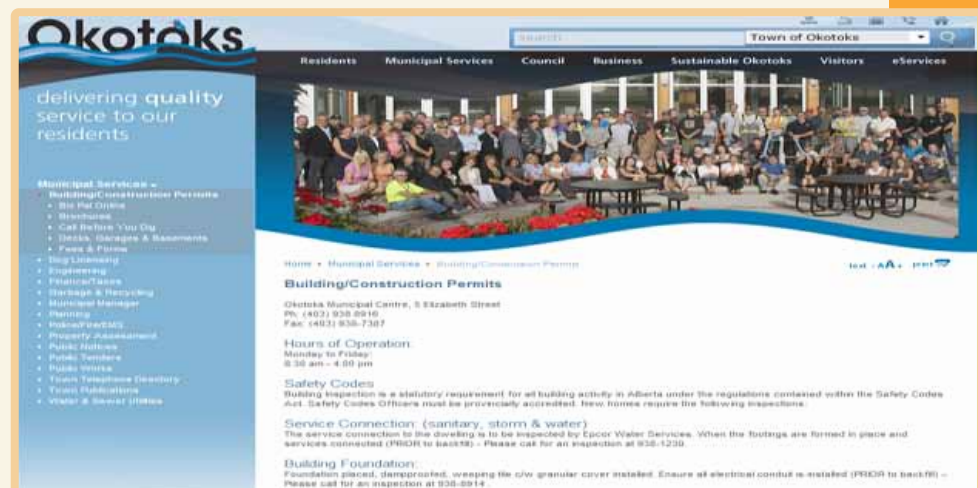 Okotoks
search
Town of Okotoks
Residents Municipal Services Council Business Sustainable Okotoks Visitors eServices
delivering quality
service to our
residents
Municipal Services
Building/Construction Permits
Biz Pal Online
Brochures
Call Before You Dig
Decks, Garages & Basements
Fees & Forms
Dog Licensing
Engineering
Finance/Taxes
Garbage & Recycling
Municipal Manager
Planning
Police/Fire/EMS
Property Assessment
Public Notices
Public Tenders
Public Works
Town Telephone Directory
Town Publications
Water & Sewer Utilities
Home • Municipal Services • Building/Construction Permits
text - AA + print
Building/Construction Permits
Okotoks Municipal Centre, 5 Elizabeth Street
Ph: (403) 938-8916
Fax: (403) 938-7387
Hours of Operation:
Monday to Friday:
8:30 am - 4:00 pm
Safety Codes
Building inspection is a statutory requirement for all building activity in Alberta under the regulations contained within the Safety Codes
Act. Safety Codes Officers must be provincially accredited. New homes require the following inspections.
Service Connection: (sanitary, storm & water)
The service connection to the dwelling is to be inspected by Epcor Water Services. When the footings are formed in place and
services connected (PRIOR to backfill) - Please call for an inspection at 938-1230.
Building Foundation:
Foundation placed, dampproofed, weeping tile c/w granular cover installed. Ensure all electrical conduit is installed (PRIOR to backfill) –
Please call for an inspection at 938-8914.